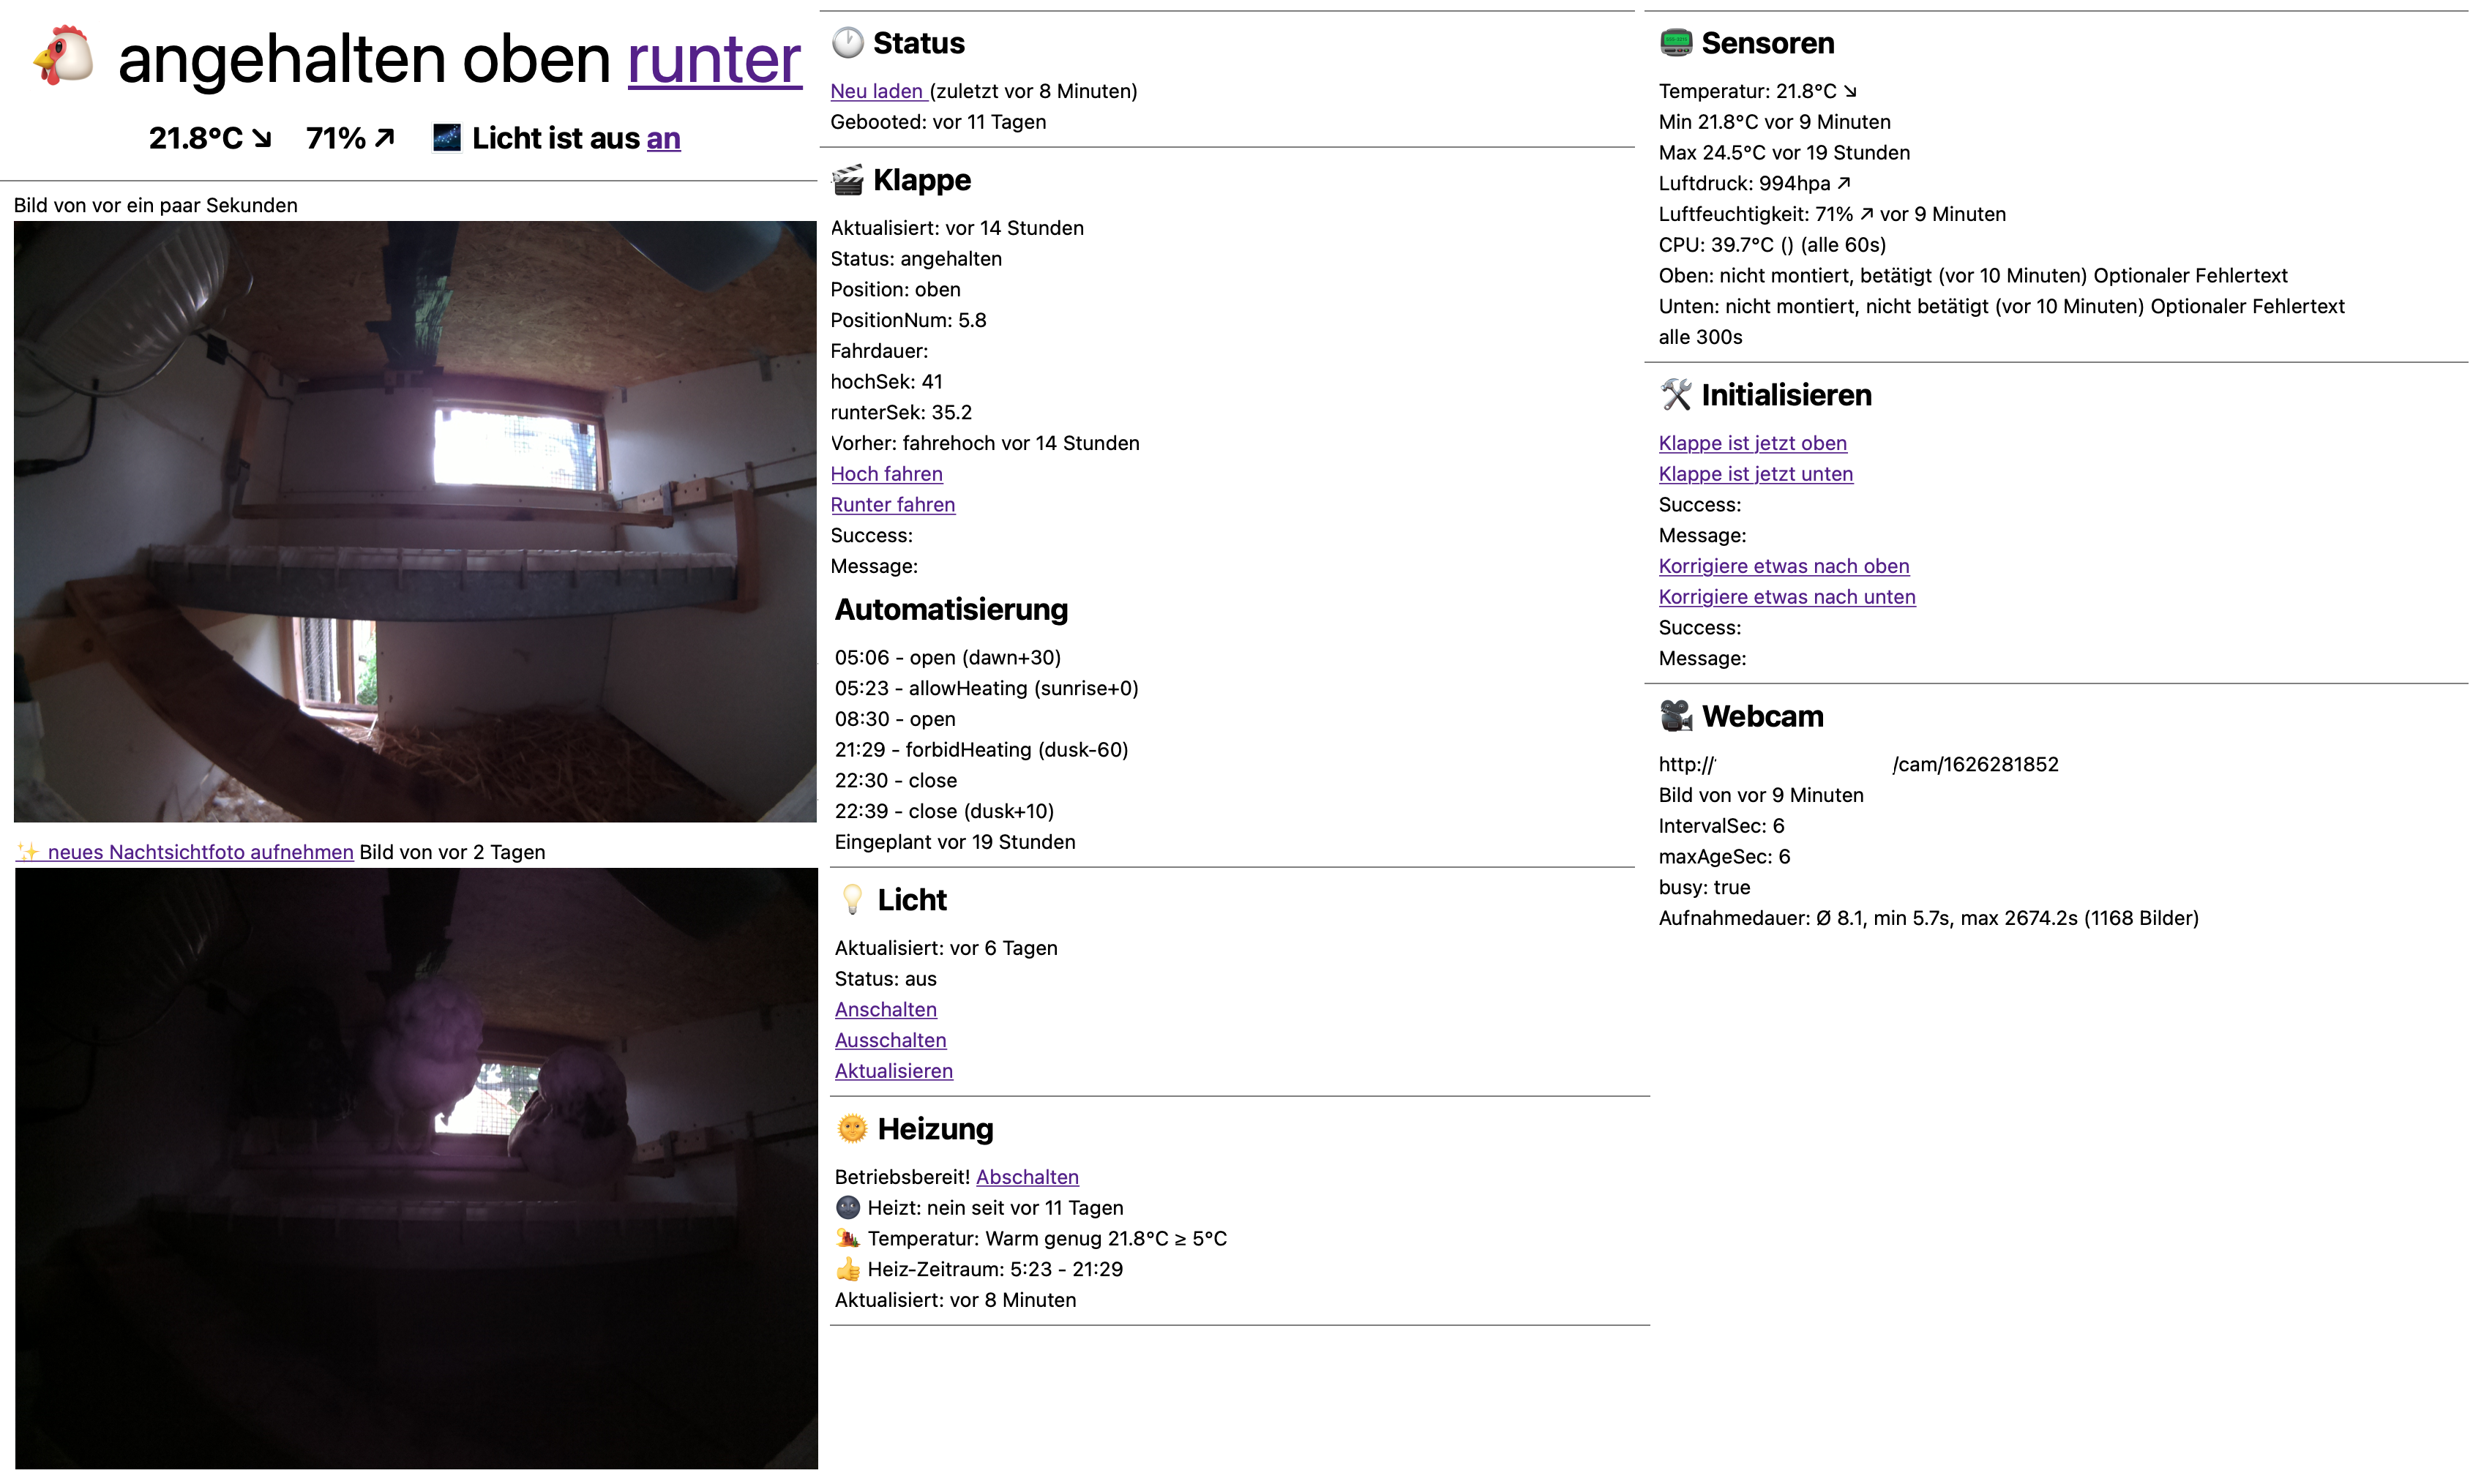 🐔 angehalten oben runter
21.8°C ↘ 71% ↗ 🌌 Licht ist aus an
Bild von vor ein paar Sekunden
✨ neues Nachtsichtfoto aufnehmen Bild von vor 2 Tagen
🕐 Status
Neu laden (zuletzt vor 8 Minuten)
Gebooted: vor 11 Tagen
🎬 Klappe
Aktualisiert: vor 14 Stunden
Status: angehalten
Position: oben
PositionNum: 5.8
Fahrdauer:
hochSek: 41
runterSek: 35.2
Vorher: fahrehoch vor 14 Stunden
Hoch fahren
Runter fahren
Success:
Message:
Automatisierung
05:06 - open (dawn+30)
05:23 - allowHeating (sunrise+0)
08:30 - open
21:29 - forbidHeating (dusk-60)
22:30 - close
22:39 - close (dusk+10)
Eingeplant vor 19 Stunden
💡 Licht
Aktualisiert: vor 6 Tagen
Status: aus
Anschalten
Ausschalten
Aktualisieren
🌞 Heizung
Betriebsbereit! Abschalten
🌚 Heizt: nein seit vor 11 Tagen
🏜 Temperatur: Warm genug 21.8°C ≥ 5°C
👍 Heiz-Zeitraum: 5:23 - 21:29
Aktualisiert: vor 8 Minuten
📟 Sensoren
Temperatur: 21.8°C ↘
Min 21.8°C vor 9 Minuten
Max 24.5°C vor 19 Stunden
Luftdruck: 994hpa ↗
Luftfeuchtigkeit: 71% ↗ vor 9 Minuten
CPU: 39.7°C () (alle 60s)
Oben: nicht montiert, betätigt (vor 10 Minuten) Optionaler Fehlertext
Unten: nicht montiert, nicht betätigt (vor 10 Minuten) Optionaler Fehlertext
alle 300s
🛠 Initialisieren
Klappe ist jetzt oben
Klappe ist jetzt unten
Success:
Message:
Korrigiere etwas nach oben
Korrigiere etwas nach unten
Success:
Message:
🎥 Webcam
http:// /cam/1626281852
Bild von vor 9 Minuten
IntervalSec: 6
maxAgeSec: 6
busy: true
Aufnahmedauer: Ø 8.1, min 5.7s, max 2674.2s (1168 Bilder)